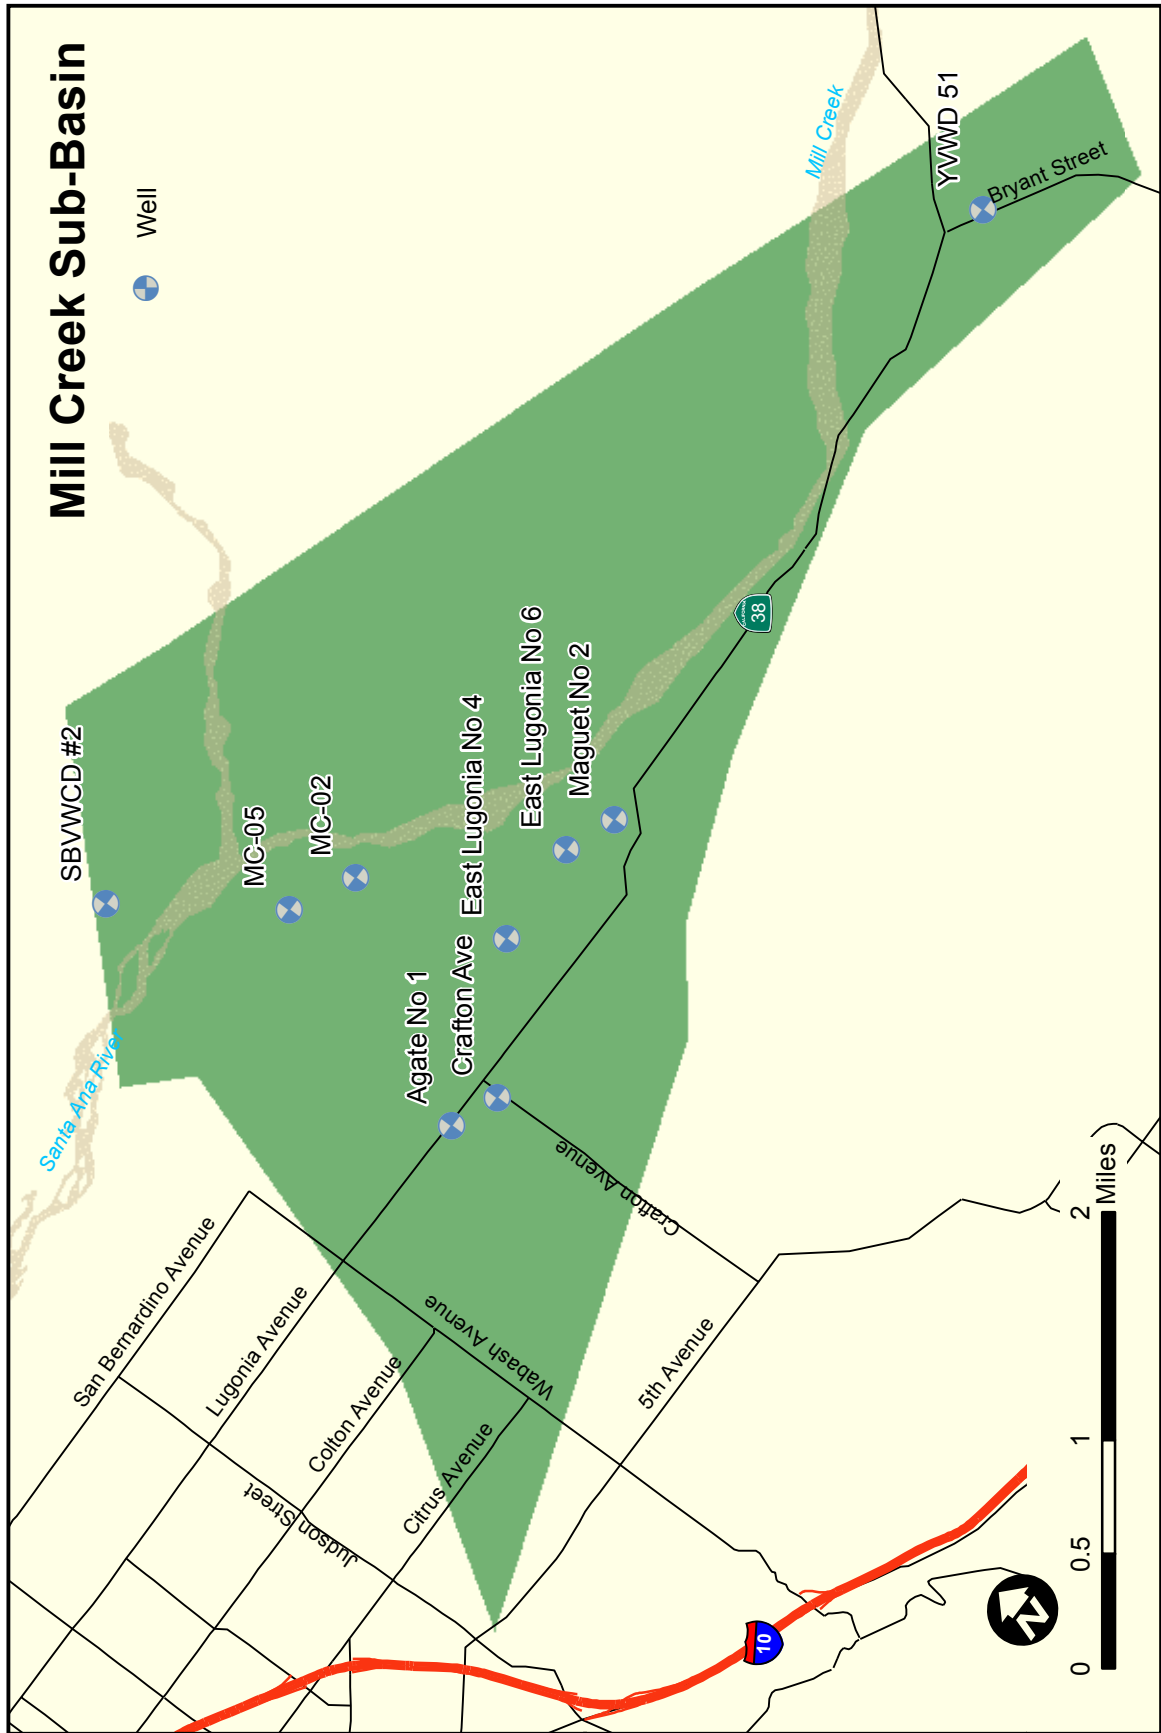 Mill Creek Sub-Basin
Well
SBVWCD #2
MC-05
MC-02
Santa Ana River
Mill Creek
YVWD 51
Bryant Street
East Lugonia No 6
Maguet No 2
East Lugonia No 4
Crafton Ave
Agate No 1
CALIFORNIA
38
Crafton Avenue
San Bernardino Avenue
Lugonia Avenue
Colton Avenue
Citrus Avenue
Wabash Avenue
Judson Street
5th Avenue
10
N
0 0.5 1 2
Miles